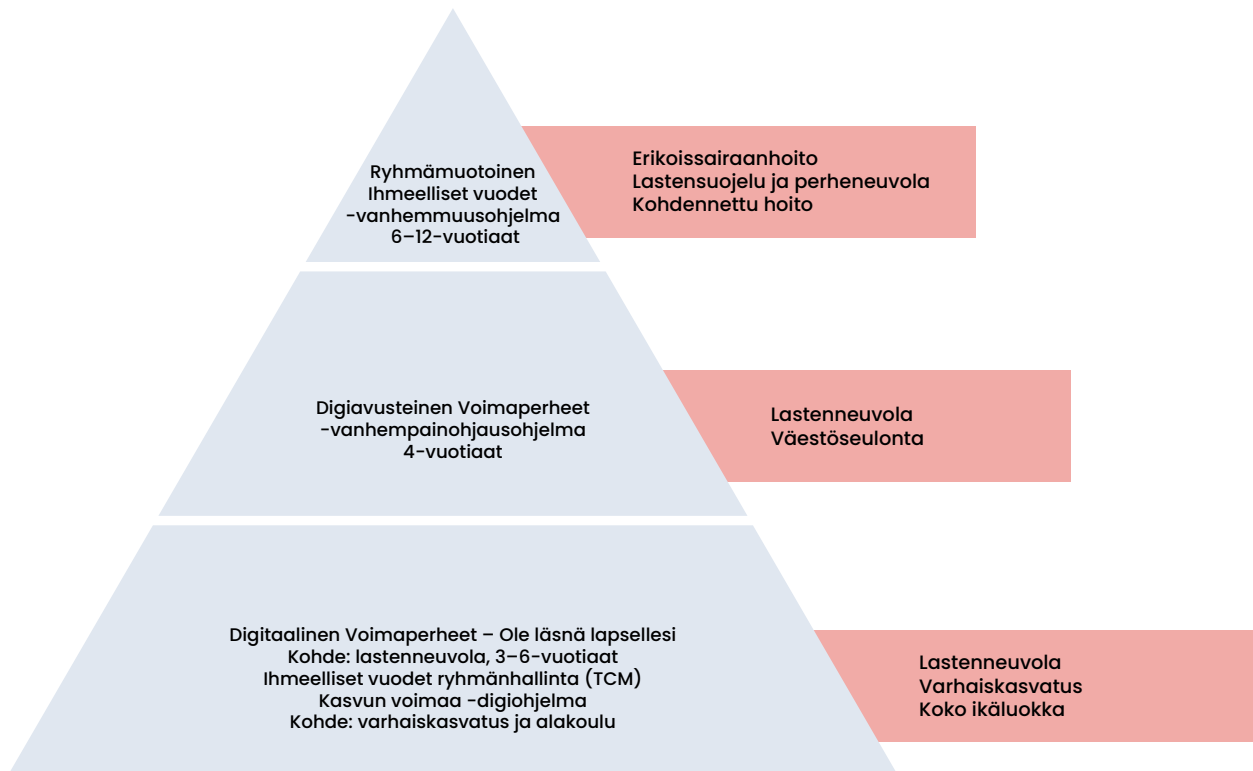 Ryhmämuotoinen
Ihmeelliset vuodet
-vanhemmuusohjelma
6–12-vuotiaat
Erikoissairaanhoito
Lastensuojelu ja perheneuvola
Kohdennettu hoito
Digiavusteinen Voimaperheet
-vanhempainohjausohjelma
4-vuotiaat
Lastenneuvola
Väestöseulonta
Digitaalinen Voimaperheet – Ole läsnä lapsellesi
Kohde: lastenneuvola, 3–6-vuotiaat
Ihmeelliset vuodet ryhmänhallinta (TCM)
Kasvun voimaa -digiohjelma
Kohde: varhaiskasvatus ja alakoulu
Lastenneuvola
Varhaiskasvatus
Koko ikäluokka